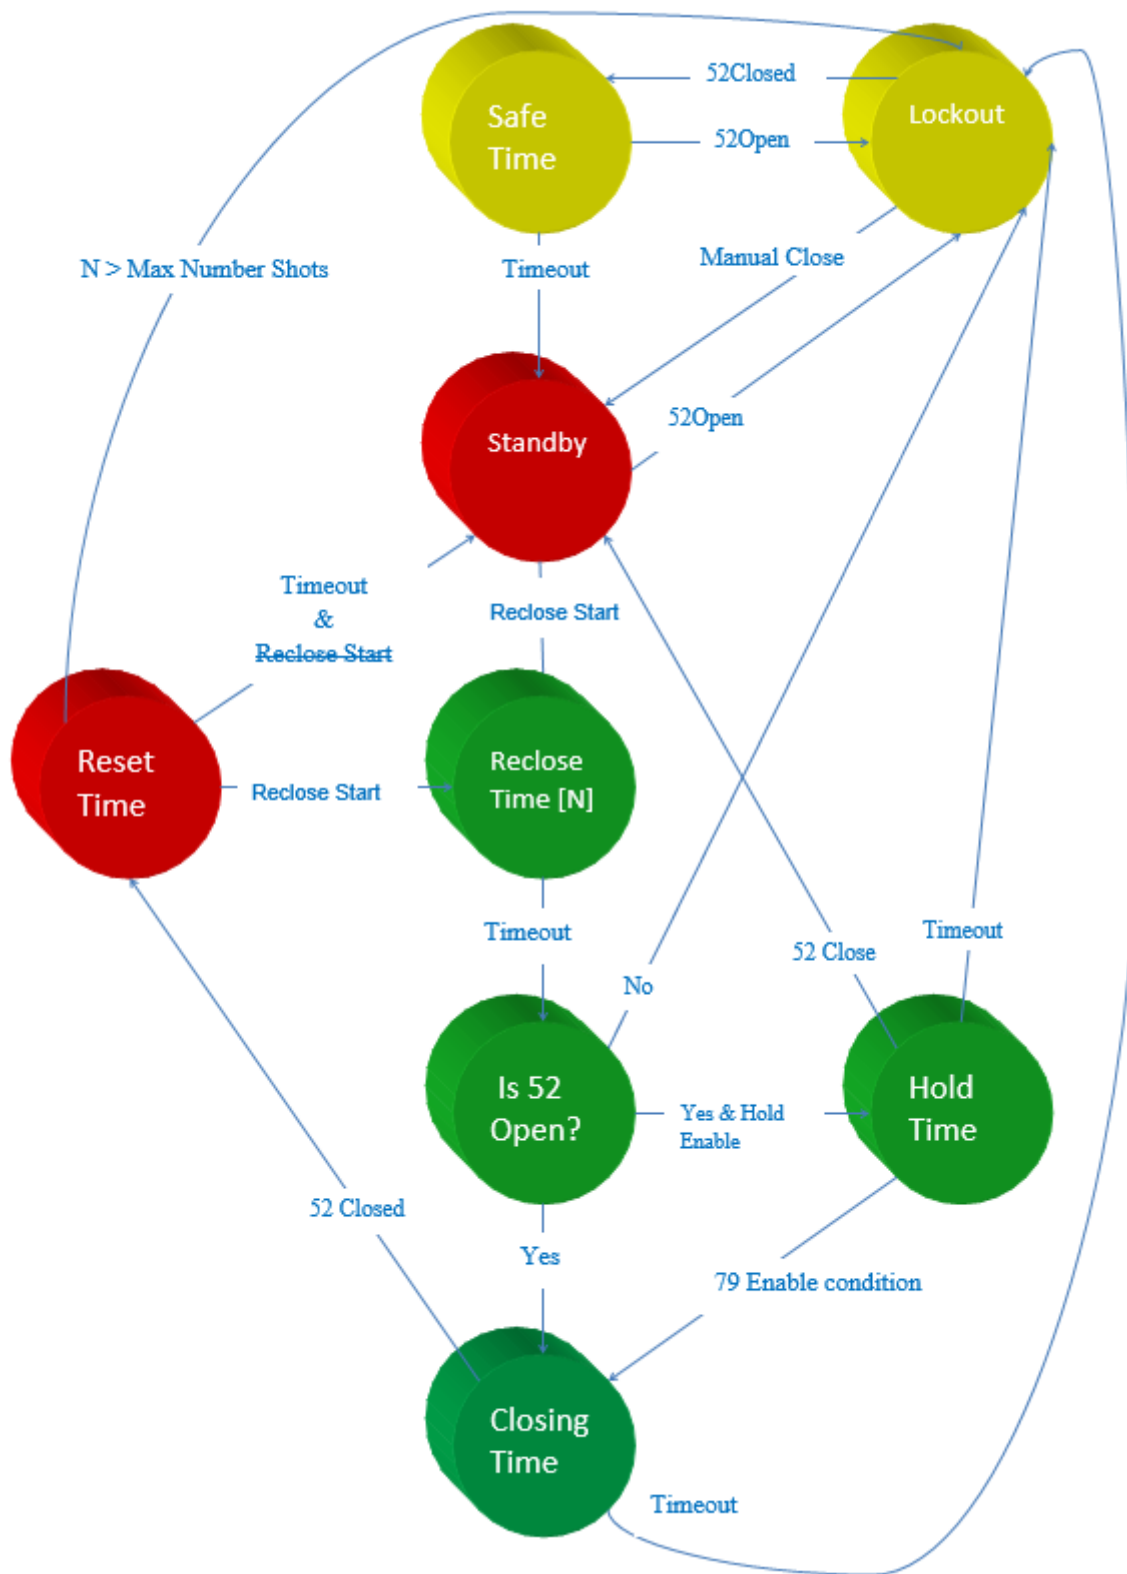 52Closed
Safe
Time
Lockout
52Open
N > Max Number Shots
Timeout
Manual Close
52Open
Standby
Timeout
&
Reclose Start
Reclose Start
Reset
Time
Reclose Start
Reclose
Time [N]
Timeout
52 Close
Timeout
No
Is 52
Open?
Yes & Hold
Enable
Hold
Time
52 Closed
Yes
79 Enable condition
Closing
Time
Timeout